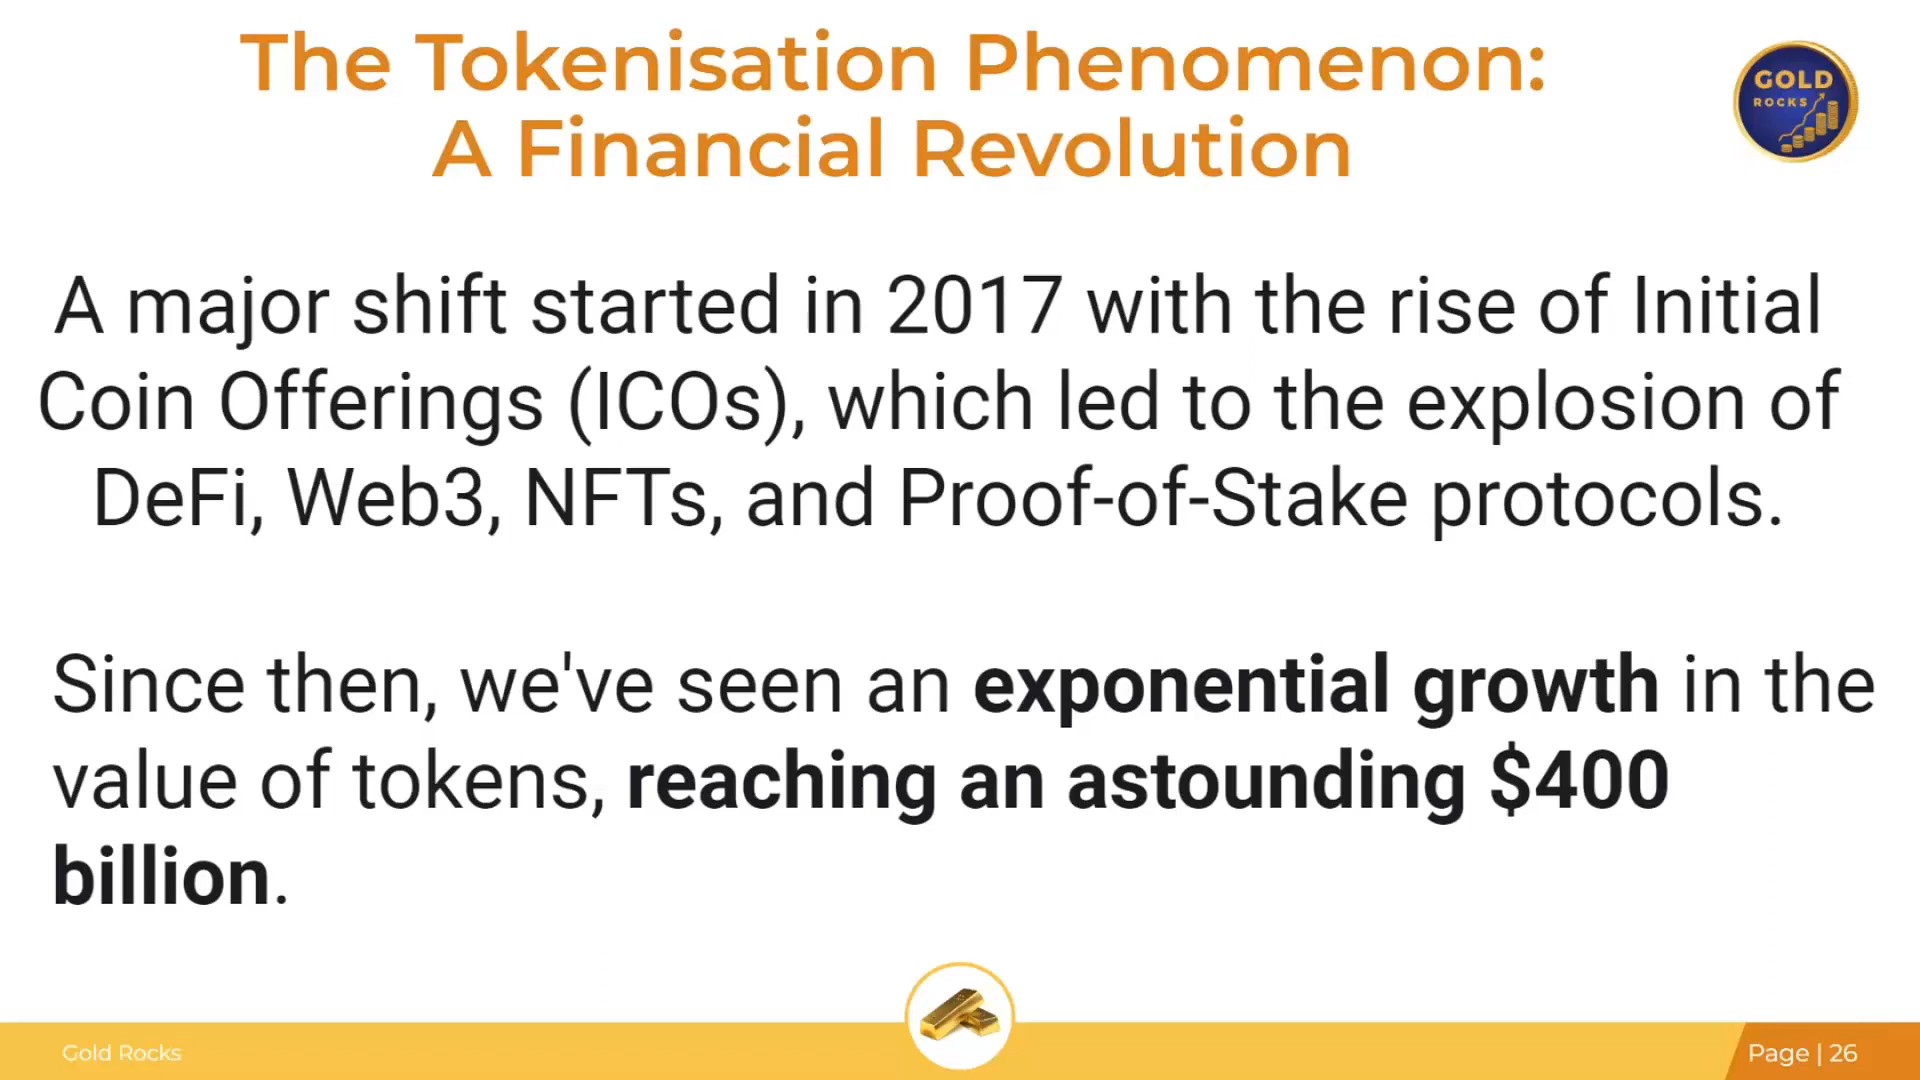 The Tokenisation Phenomenon:
A Financial Revolution
GOLD
ROCKS
A major shift started in 2017 with the rise of Initial
Coin Offerings (ICOs), which led to the explosion of
DeFi, Web3, NFTs, and Proof-of-Stake protocols.
Since then, we've seen an exponential growth in the
value of tokens, reaching an astounding $400
billion.
Gold Rocks
Page | 26